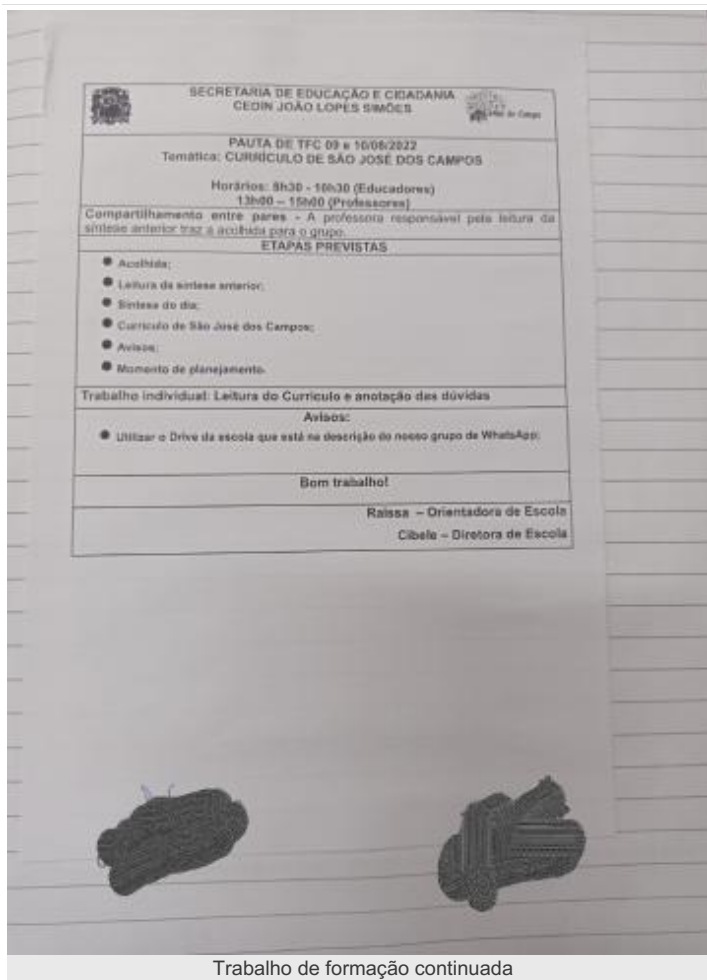 SECRETARIA DE EDUCAÇÃO E CIDADANIA
CEDIN JOÃO LOPES SIMÕES
PAUTA DE TFC 09 e 10/08/2022
Temática: CURRÍCULO DE SÃO JOSÉ DOS CAMPOS
Horários: 8h30 - 10h30 (Educadores)
13h00 – 15h00 (Professores)
Compartilhamento entre pares - A professora responsável pela leitura da
síntese anterior traz a acolhida para o grupo.
ETAPAS PREVISTAS
● Acolhida;
● Leitura da síntese anterior;
● Síntese do dia;
● Currículo de São José dos Campos;
● Avisos;
● Momento de planejamento.
Trabalho individual: Leitura do Currículo e anotação das dúvidas
Avisos:
● Utilizar o Drive da escola que está na descrição do nosso grupo de WhatsApp;
Bom trabalho!
Raissa – Orientadora de Escola
Cibele – Diretora de Escola
Trabalho de formação continuada